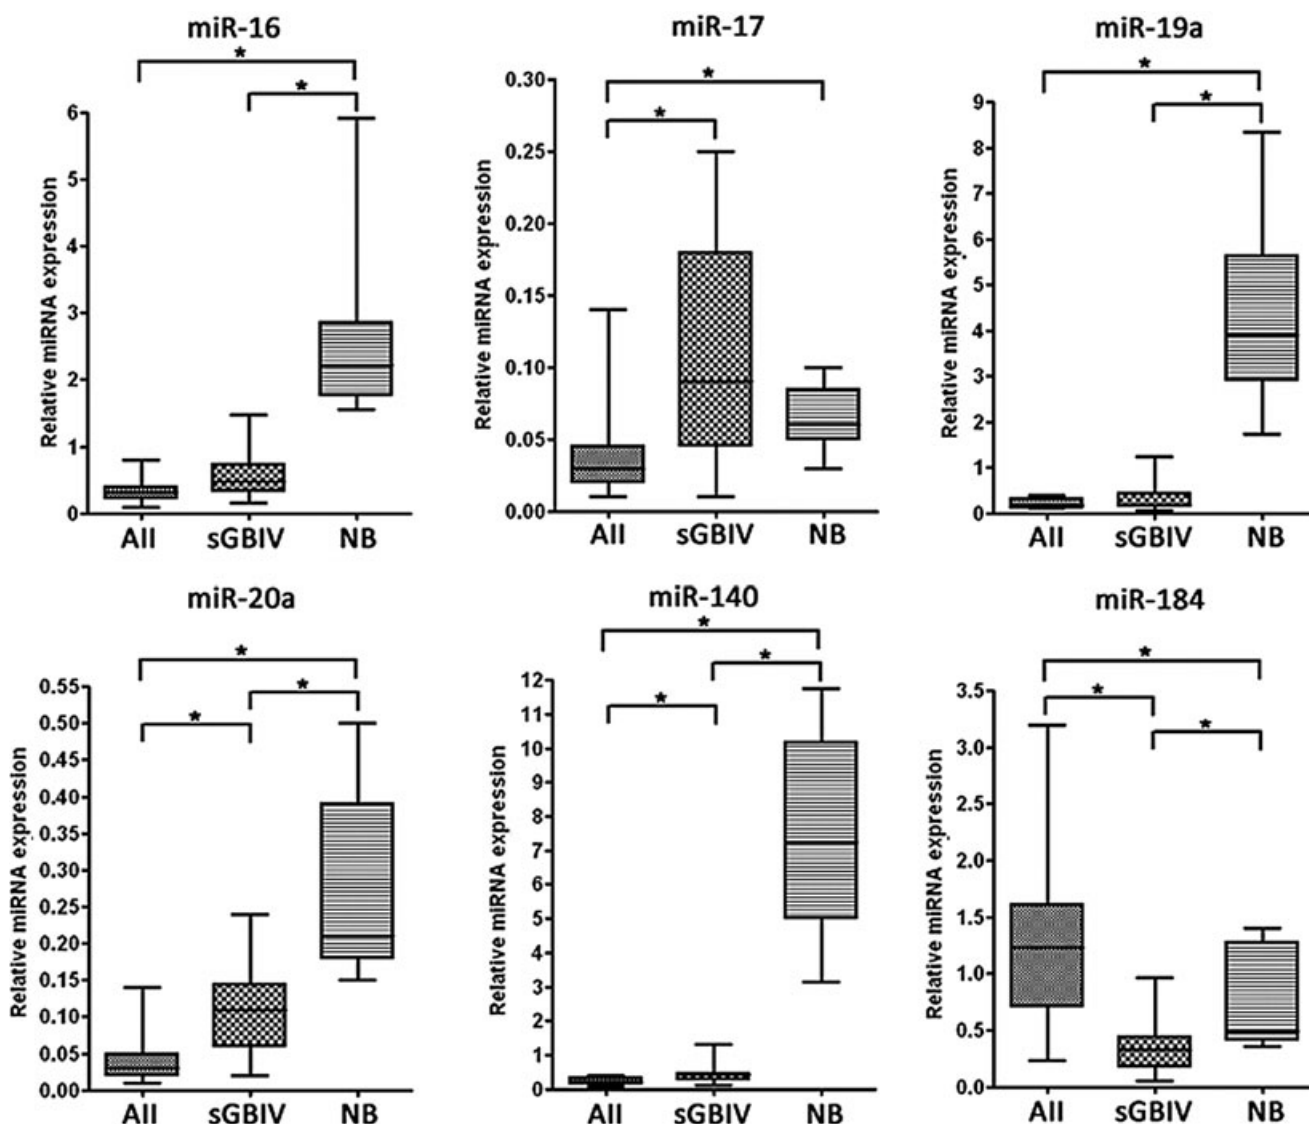 miR-16
*
*
Relative miRNA expression
6
5
4
3
2
1
0
AII
sGBIV
NB
miR-17
*
*
Relative miRNA expression
0.30
0.25
0.20
0.15
0.10
0.05
0.00
AII
sGBIV
NB
miR-19a
*
*
Relative miRNA expression
9
8
7
6
5
4
3
2
1
0
AII
sGBIV
NB
miR-20a
*
*
*
Relative miRNA expression
0.55
0.50
0.45
0.40
0.35
0.30
0.25
0.20
0.15
0.10
0.05
0.00
AII
sGBIV
NB
miR-140
*
*
*
Relative miRNA expression
12
11
10
9
8
7
6
5
4
3
2
1
0
AII
sGBIV
NB
miR-184
*
*
*
Relative miRNA expression
3.5
3.0
2.5
2.0
1.5
1.0
0.5
0.0
AII
sGBIV
NB